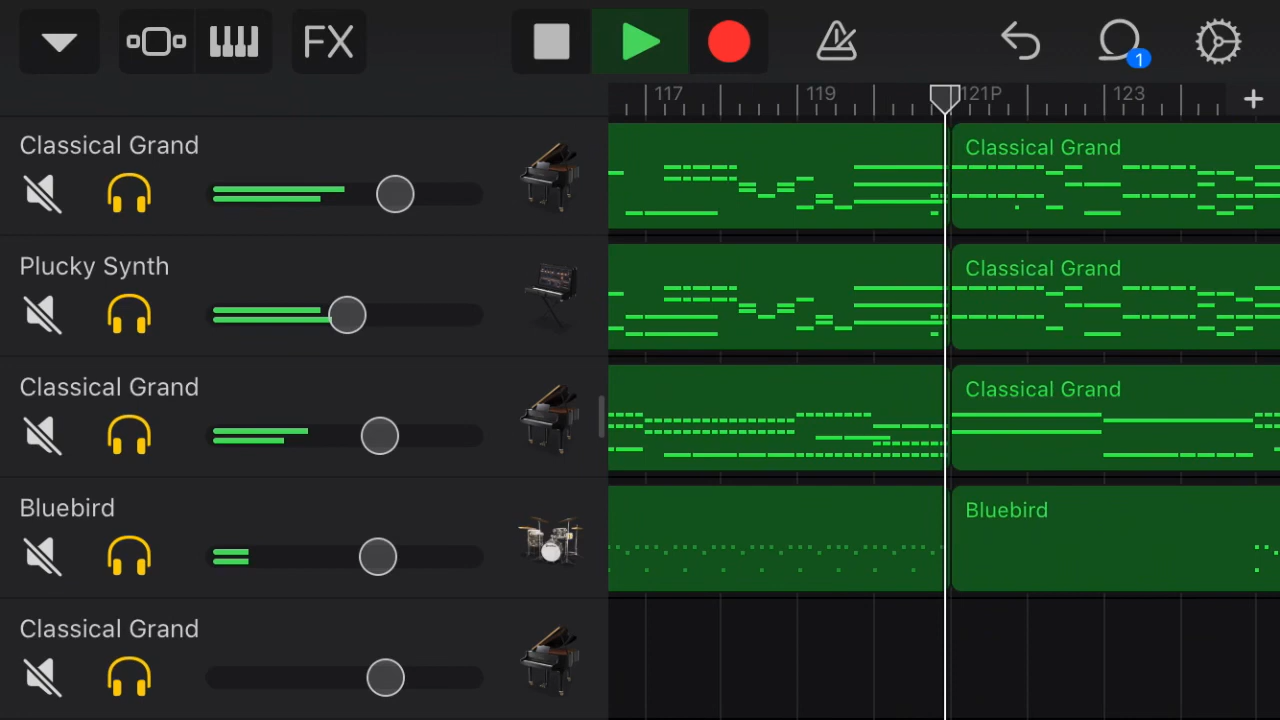 FX
1
117 119 121P 123
Classical Grand
Classical Grand
Plucky Synth
Classical Grand
Classical Grand
Classical Grand
Bluebird
Bluebird
Classical Grand